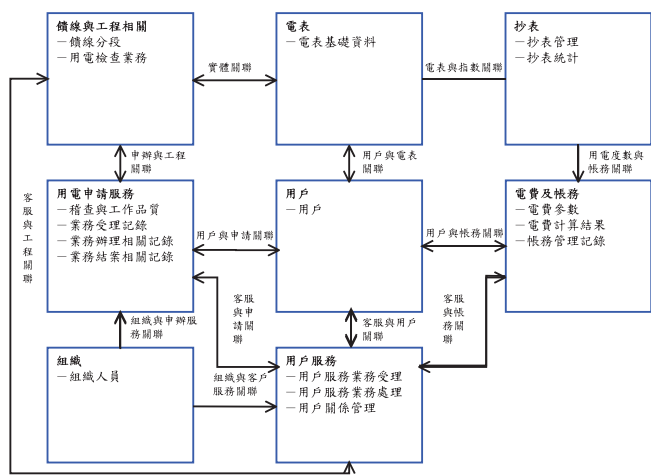 饋線與工程相關
—饋線分段
—用電檢查業務
電表
—電表基礎資料
抄表
—抄表管理
—抄表統計
實體關聯
電表與指數關聯
申辦與工程
關聯
用戶與電表
關聯
用電度數與
帳務關聯
客服與工程關聯
用電申請服務
—稽查與工作品質
—業務受理記錄
—業務辦理相關記錄
—業務結案相關記錄
用戶
—用戶
電費及帳務
—電費參數
—電費計算結果
—帳務管理記錄
用戶與申請關聯
用戶與帳務關聯
組織與申辦服
務關聯
客服
與申
請關
聯
客服與用戶
關聯
客服
與帳
務關
聯
組織
—組織人員
組織與客戶
服務關聯
用戶服務
—用戶服務業務受理
—用戶服務業務處理
—用戶關係管理